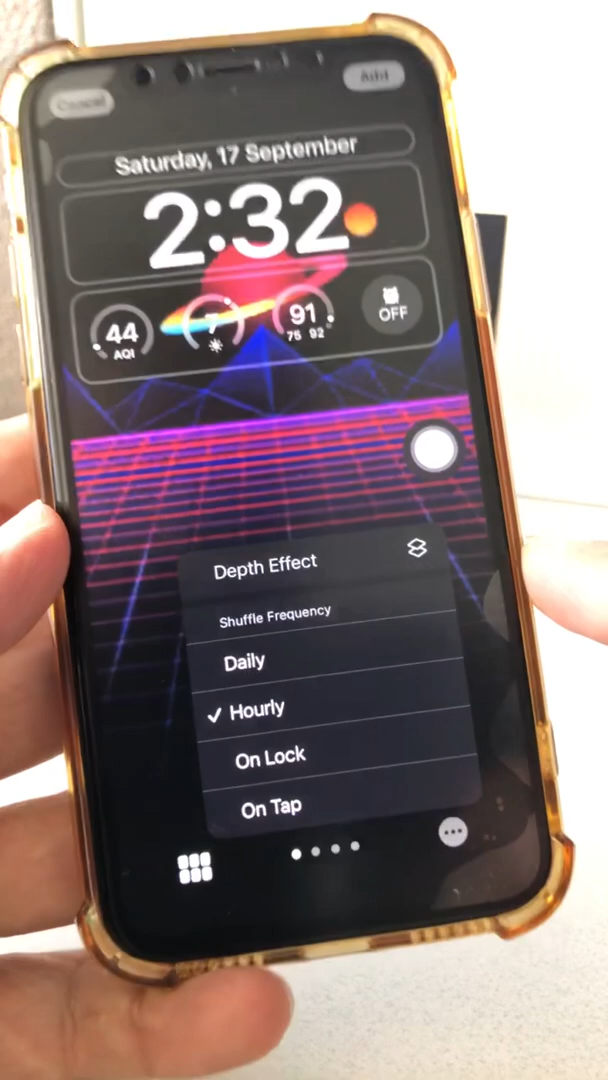 Cancel
Add
Saturday, 17 September
2:32
44
AQI
7
91
75 92
OFF
Depth Effect
Shuffle Frequency
Daily
✓ Hourly
On Lock
On Tap